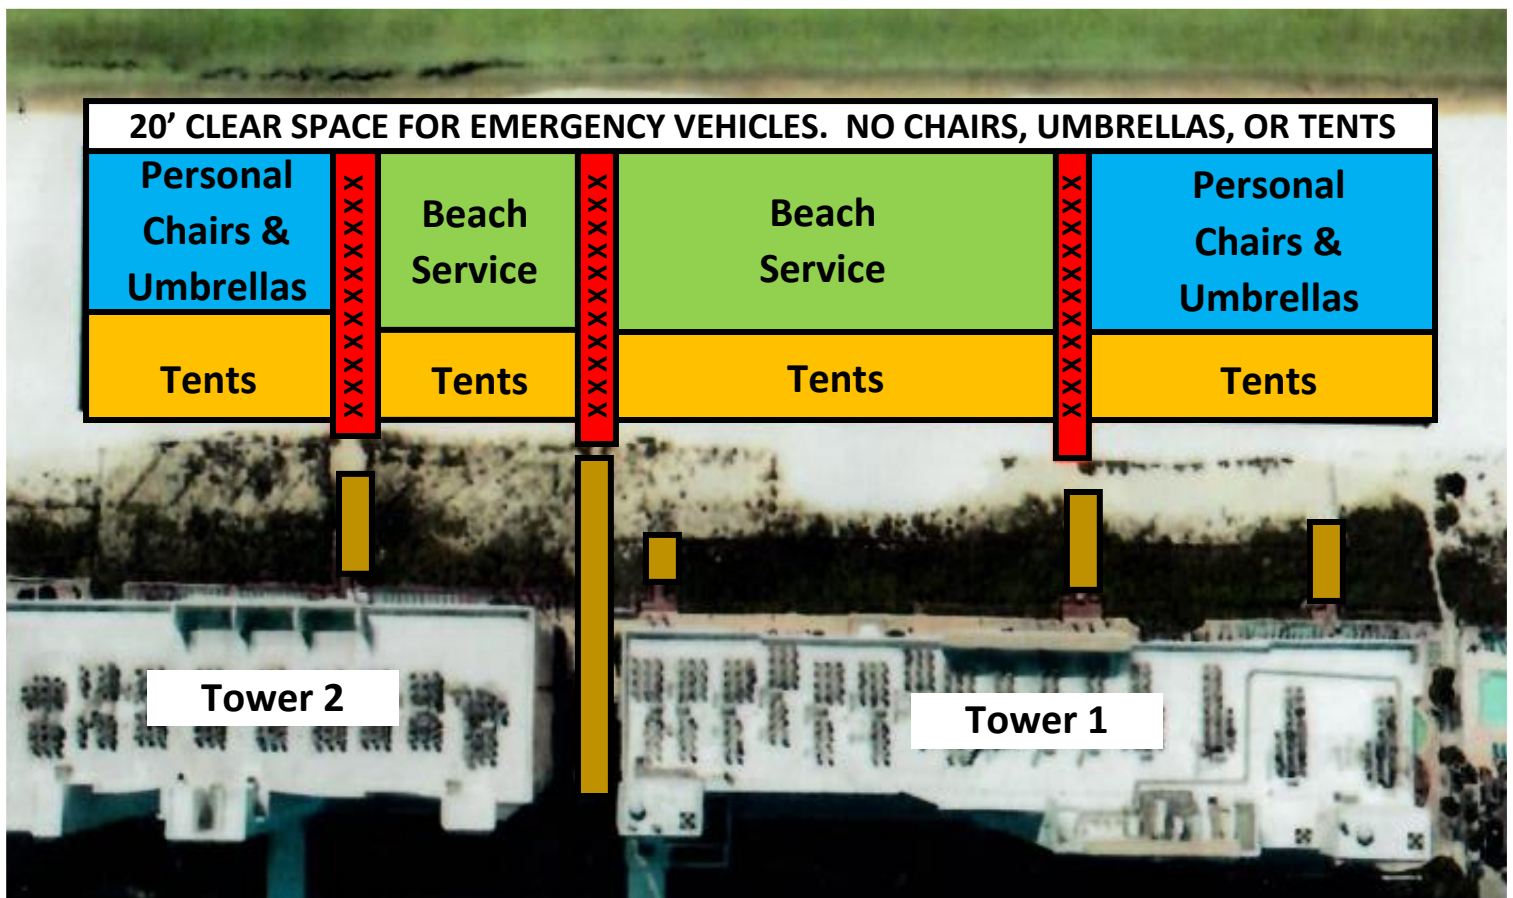 20’ CLEAR SPACE FOR EMERGENCY VEHICLES.  NO CHAIRS, UMBRELLAS, OR TENTS
Personal
Chairs &
Umbrellas
X X X X X X X X X X X
Beach
Service
X X X X X X X X X X X
Beach
Service
X X X X X X X X X X X
Personal
Chairs &
Umbrellas
Tents
Tents
Tents
Tents
Tower 2
Tower 1